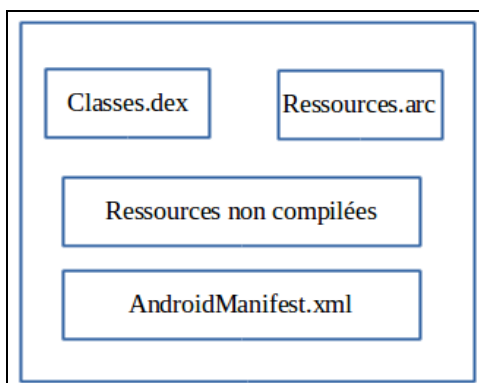 Classes.dex
Ressources.arc
Ressources non compilées
AndroidManifest.xml